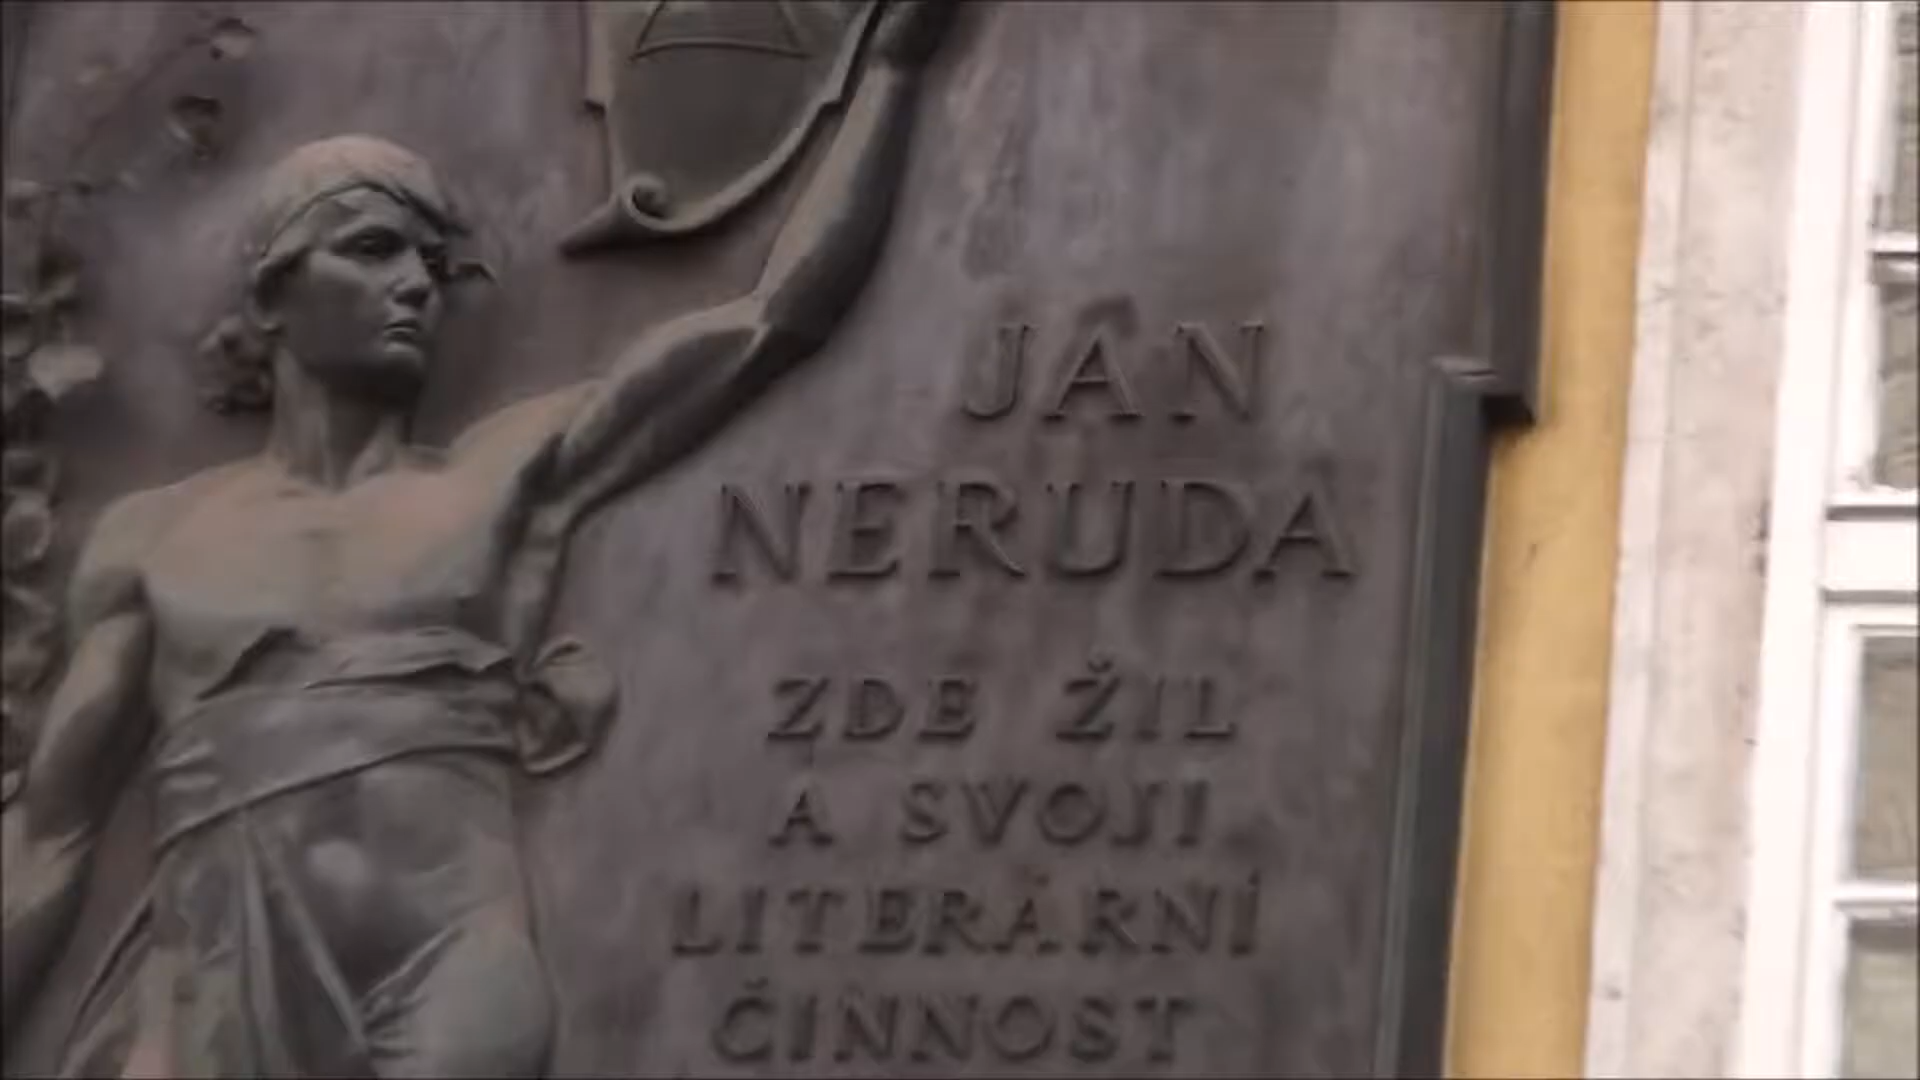 JAN
NERUDA
ZDE ŽIL
A SVOJI
LITERÁRNÍ
ČINNOST